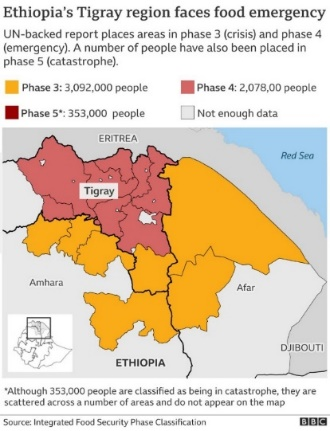 Ethiopia's Tigray region faces food emergency
UN-backed report places areas in phase 3 (crisis) and phase 4
(emergency). A number of people have also been placed in
phase 5 (catastrophe).
Phase 3: 3,092,000 people
Phase 4: 2,078,00 people
Phase 5*: 353,000 people
Not enough data
ERITREA
Red Sea
Tigray
Amhara
Afar
DJIBOUTI
ETHIOPIA
*Although 353,000 people are classified as being in catastrophe, they are
scattered across a number of areas and do not appear on the map
Source: Integrated Food Security Phase Classification
BBC